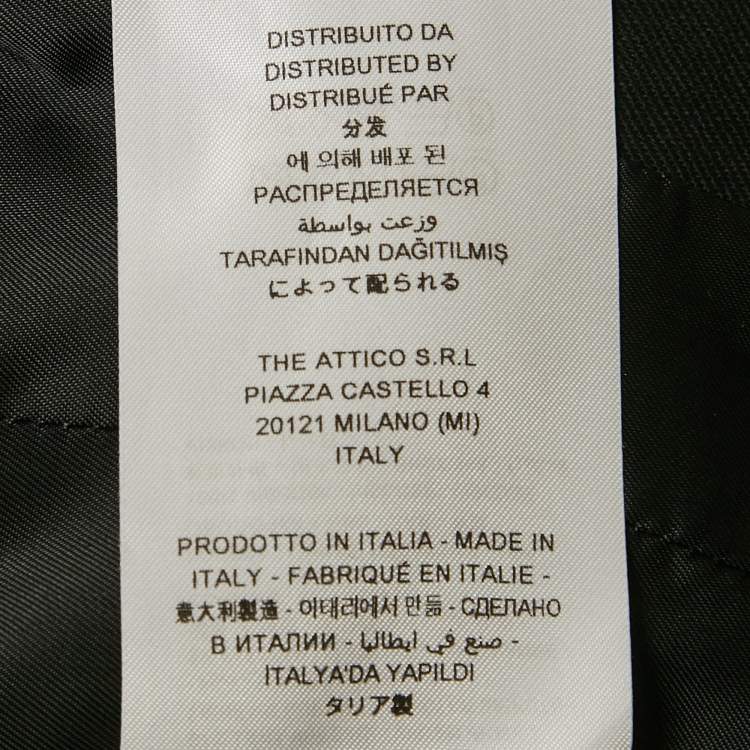 DISTRIBUITO DA
DISTRIBUTED BY
DISTRIBUÉ PAR
分发
에 의해 배포 된
РАСПРЕДЕЛЯЕТСЯ
وزعت بواسطة
TARAFINDAN DAĞITILMIŞ
によって配られる
THE ATTICO S.R.L
PIAZZA CASTELLO 4
20121 MILANO (MI)
ITALY
PRODOTTO IN ITALIA - MADE IN
ITALY - FABRIQUÉ EN ITALIE -
意大利製造 - 이태리에서 만듦 - СДЕЛАНО
В ИТАЛИИ - صنع في ايطاليا -
İTALYA'DA YAPILDI
タリア製